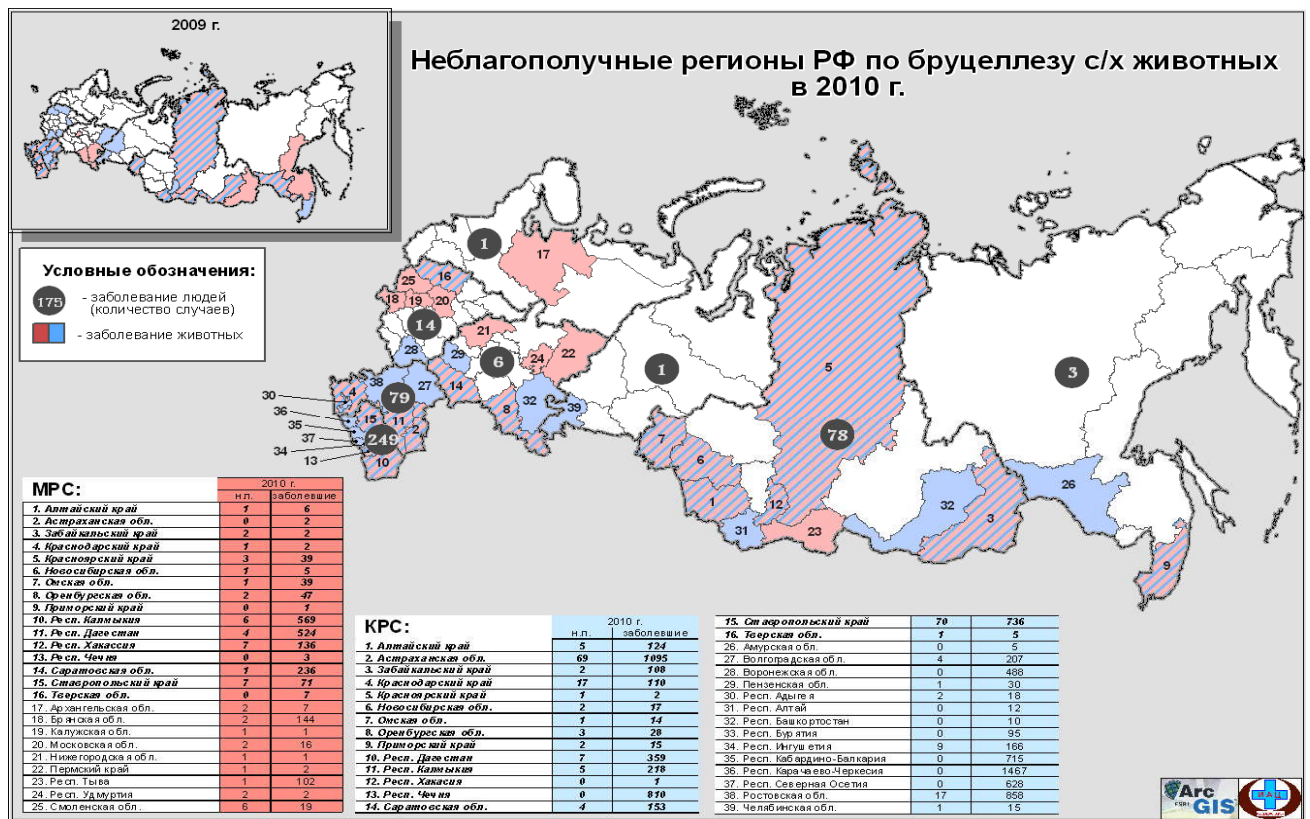 2009 г.
Неблагополучные регионы РФ по бруцеллезу с/х животных
в 2010 г.
Условные обозначения:
175 - заболевание людей
(количество случаев)
- заболевание животных
1
17
16
25
18 19 20
14
21
28
29
6
24 22
38
27
14
30
4
79
8
32
39
36
35
15
11
2
37
249
34
13
10
1
5
3
78
7
6
1
12
31
23
32
3
26
9
МРС: 2010 г.
н.п. заболевшие
1. Алтайский край 1 6
2. Астраханская обл. 0 2
3. Забайкальский край 2 2
4. Краснодарский край 1 2
5. Красноярский край 3 39
6. Новосибирская обл. 1 5
7. Омская обл. 1 39
8. Оренбургская обл. 2 47
9. Приморский край 0 1
10. Респ. Калмыкия 6 569
11. Респ. Дагестан 4 524
12. Респ. Хакассия 7 136
13. Респ. Чечня 0 3
14. Саратовская обл. 1 236
15. Ставропольский край 7 71
16. Тверская обл. 0 7
17. Архангельская обл. 2 7
18. Брянская обл. 2 144
19. Калужская обл. 1 1
20. Московская обл. 2 16
21. Нижегородская обл. 1 1
22. Пермский край 1 2
23. Респ. Тыва 1 102
24. Респ. Удмуртия 2 2
25. Смоленская обл. 6 19
КРС: 2010 г.
н.п. заболевшие
1. Алтайский край 5 124
2. Астраханская обл. 69 1095
3. Забайкальский край 2 108
4. Краснодарский край 17 110
5. Красноярский край 1 2
6. Новосибирская обл. 2 17
7. Омская обл. 1 14
8. Оренбургская обл. 3 28
9. Приморский край 2 15
10. Респ. Дагестан 7 359
11. Респ. Калмыкия 5 218
12. Респ. Хакасия 0 1
13. Респ. Чечня 0 810
14. Саратовская обл. 4 153
15. Ставропольский край 70 736
16. Тверская обл. 1 5
26. Амурская обл. 0 5
27. Волгоградская обл. 4 207
28. Воронежская обл. 0 486
29. Пензенская обл. 1 30
30. Респ. Адыгея 2 18
31. Респ. Алтай 0 12
32. Респ. Башкортостан 0 10
33. Респ. Бурятия 0 95
34. Респ. Ингушетия 9 166
35. Респ. Кабардино-Балкария 0 715
36. Респ. Карачаево-Черкесия 0 1467
37. Респ. Северная Осетия 0 626
38. Ростовская обл. 17 858
39. Челябинская обл. 1 15
Arc
ESRI GIS
ИАЦ